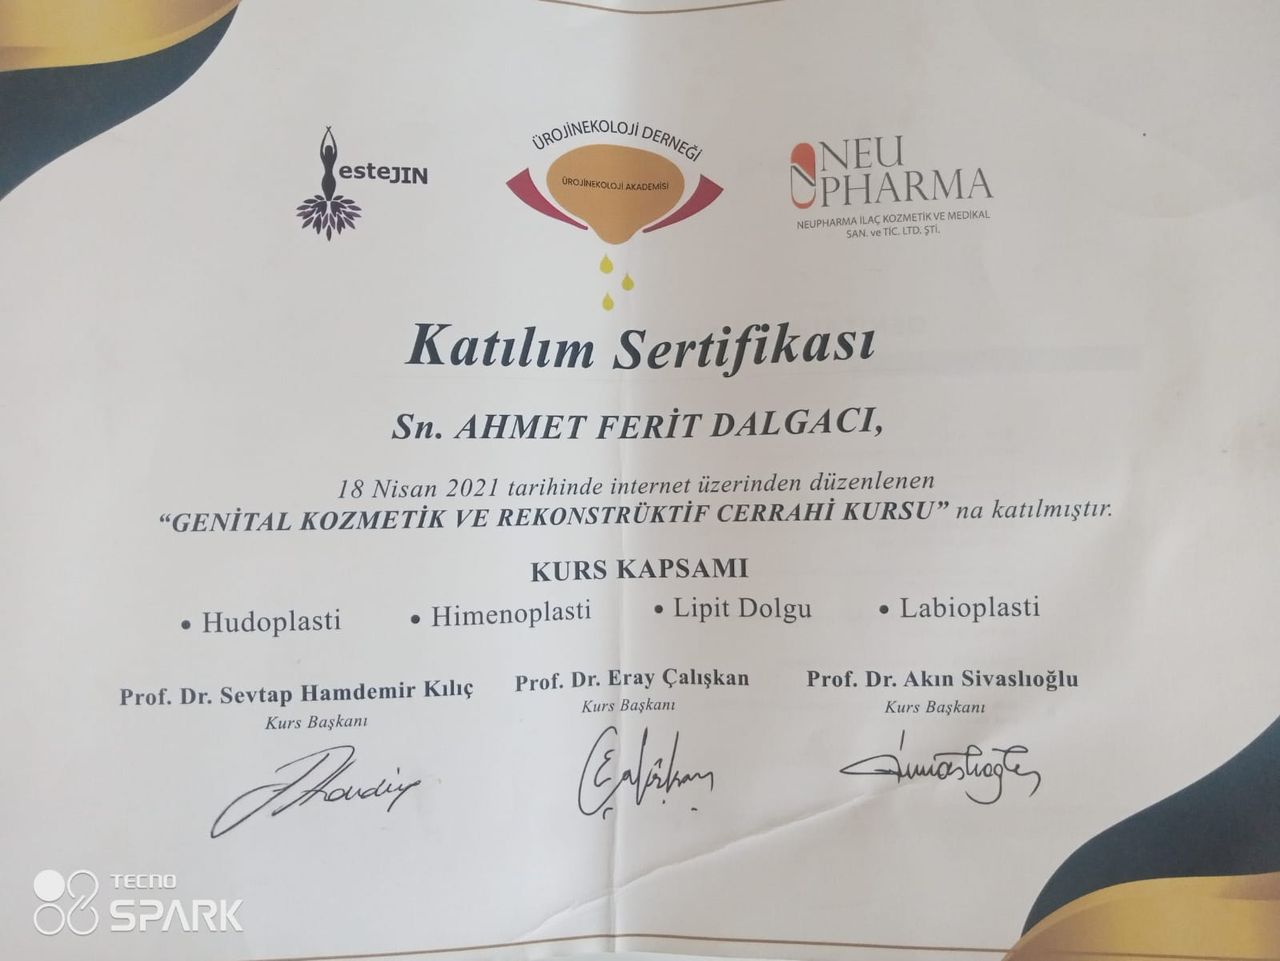 esteJIN
ÜROJİNEKOLOJİ DERNEĞİ
ÜROJİNEKOLOJİ AKADEMİSİ
NEU
PHARMA
NEUPHARMA İLAÇ KOZMETİK VE MEDİKAL
SAN. ve TİC. LTD. ŞTİ.
Katılım Sertifikası
Sn. AHMET FERİT DALGACI,
18 Nisan 2021 tarihinde internet üzerinden düzenlenen
“GENİTAL KOZMETİK VE REKONSTRÜKTİF CERRAHİ KURSU” na katılmıştır.
KURS KAPSAMI
• Hudoplasti • Himenoplasti • Lipit Dolgu • Labioplasti
Prof. Dr. Sevtap Hamdemir Kılıç Prof. Dr. Eray Çalışkan Prof. Dr. Akın Sivaslıoğlu
Kurs Başkanı Kurs Başkanı Kurs Başkanı
TECNO
SPARK